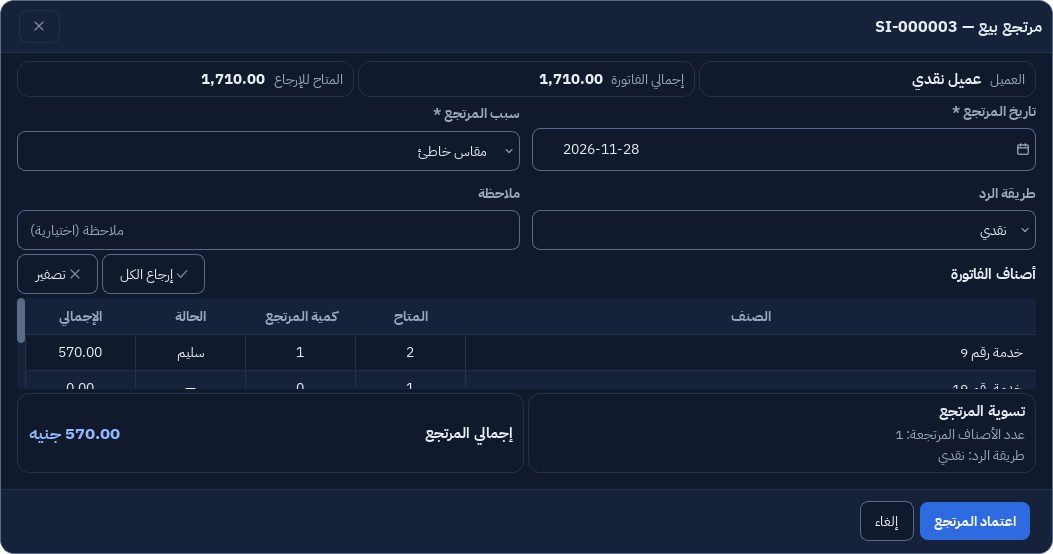 مرتجع بيع — SI-000003
العميل عميل نقدي
إجمالي الفاتورة 1,710.00
المتاح للإرجاع 1,710.00
تاريخ المرتجع *
سبب المرتجع *
2026-11-28
مقاس خاطئ
طريقة الرد
ملاحظة
نقدي
ملاحظة (اختيارية)
أصناف الفاتورة
إرجاع الكل
تصفير
الصنف المتاح كمية المرتجع الحالة الإجمالي
خدمة رقم 9 2 1 سليم 570.00
خدمة رقم 19 1 0 — 0.00
تسوية المرتجع
عدد الأصناف المرتجعة: 1
طريقة الرد: نقدي
إجمالي المرتجع
570.00 جنيه
اعتماد المرتجع
إلغاء